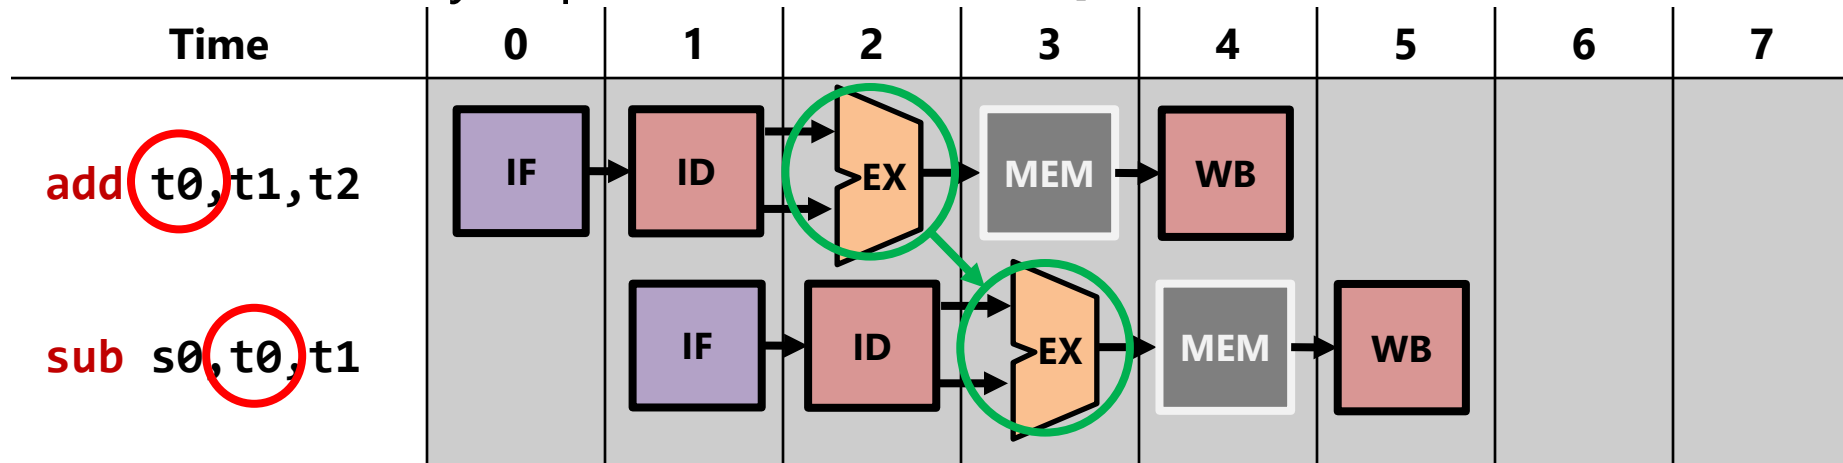 Time 0 1 2 3 4 5 6 7
add t0,t1,t2 IF ID EX MEM WB
sub s0,t0,t1 IF ID EX MEM WB